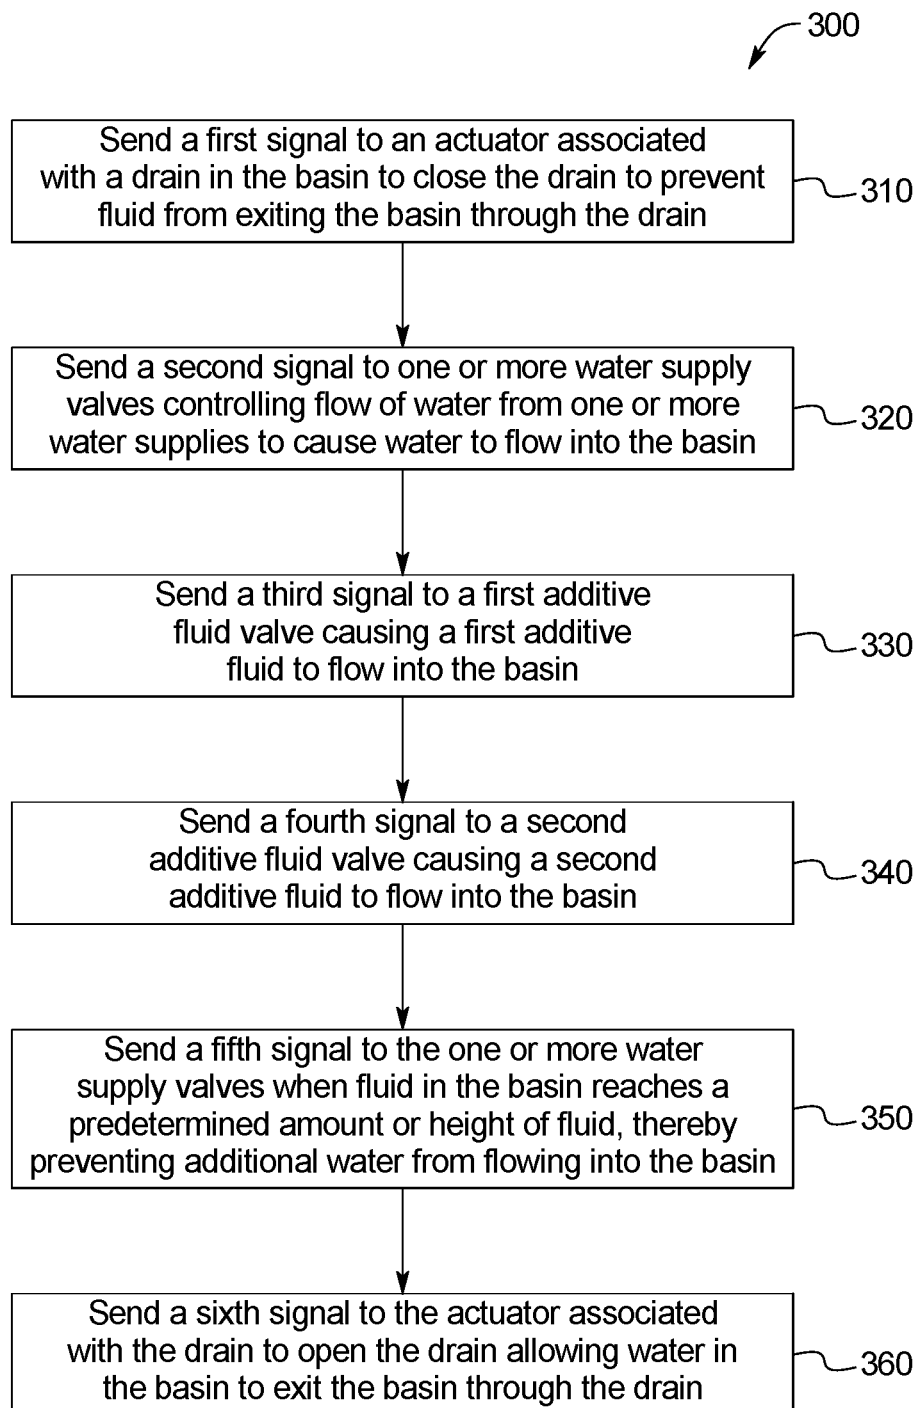 300
Send a first signal to an actuator associated
with a drain in the basin to close the drain to prevent
fluid from exiting the basin through the drain
310
Send a second signal to one or more water supply
valves controlling flow of water from one or more
water supplies to cause water to flow into the basin
320
Send a third signal to a first additive
fluid valve causing a first additive
fluid to flow into the basin
330
Send a fourth signal to a second
additive fluid valve causing a second
additive fluid to flow into the basin
340
Send a fifth signal to the one or more water
supply valves when fluid in the basin reaches a
predetermined amount or height of fluid, thereby
preventing additional water from flowing into the basin
350
Send a sixth signal to the actuator associated
with the drain to open the drain allowing water in
the basin to exit the basin through the drain
360